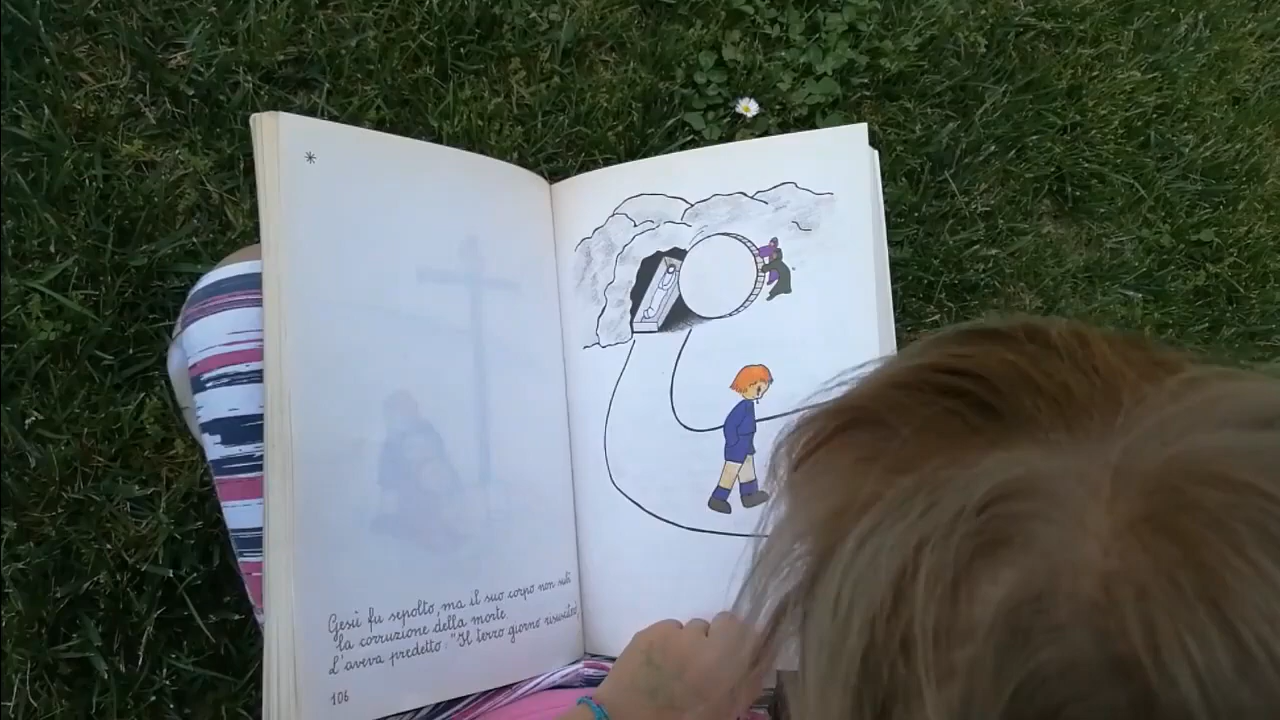 *
Gesù fu sepolto, ma il suo corpo non subì
la corruzione della morte.
L'aveva predetto: "Il terzo giorno risusciterò
106